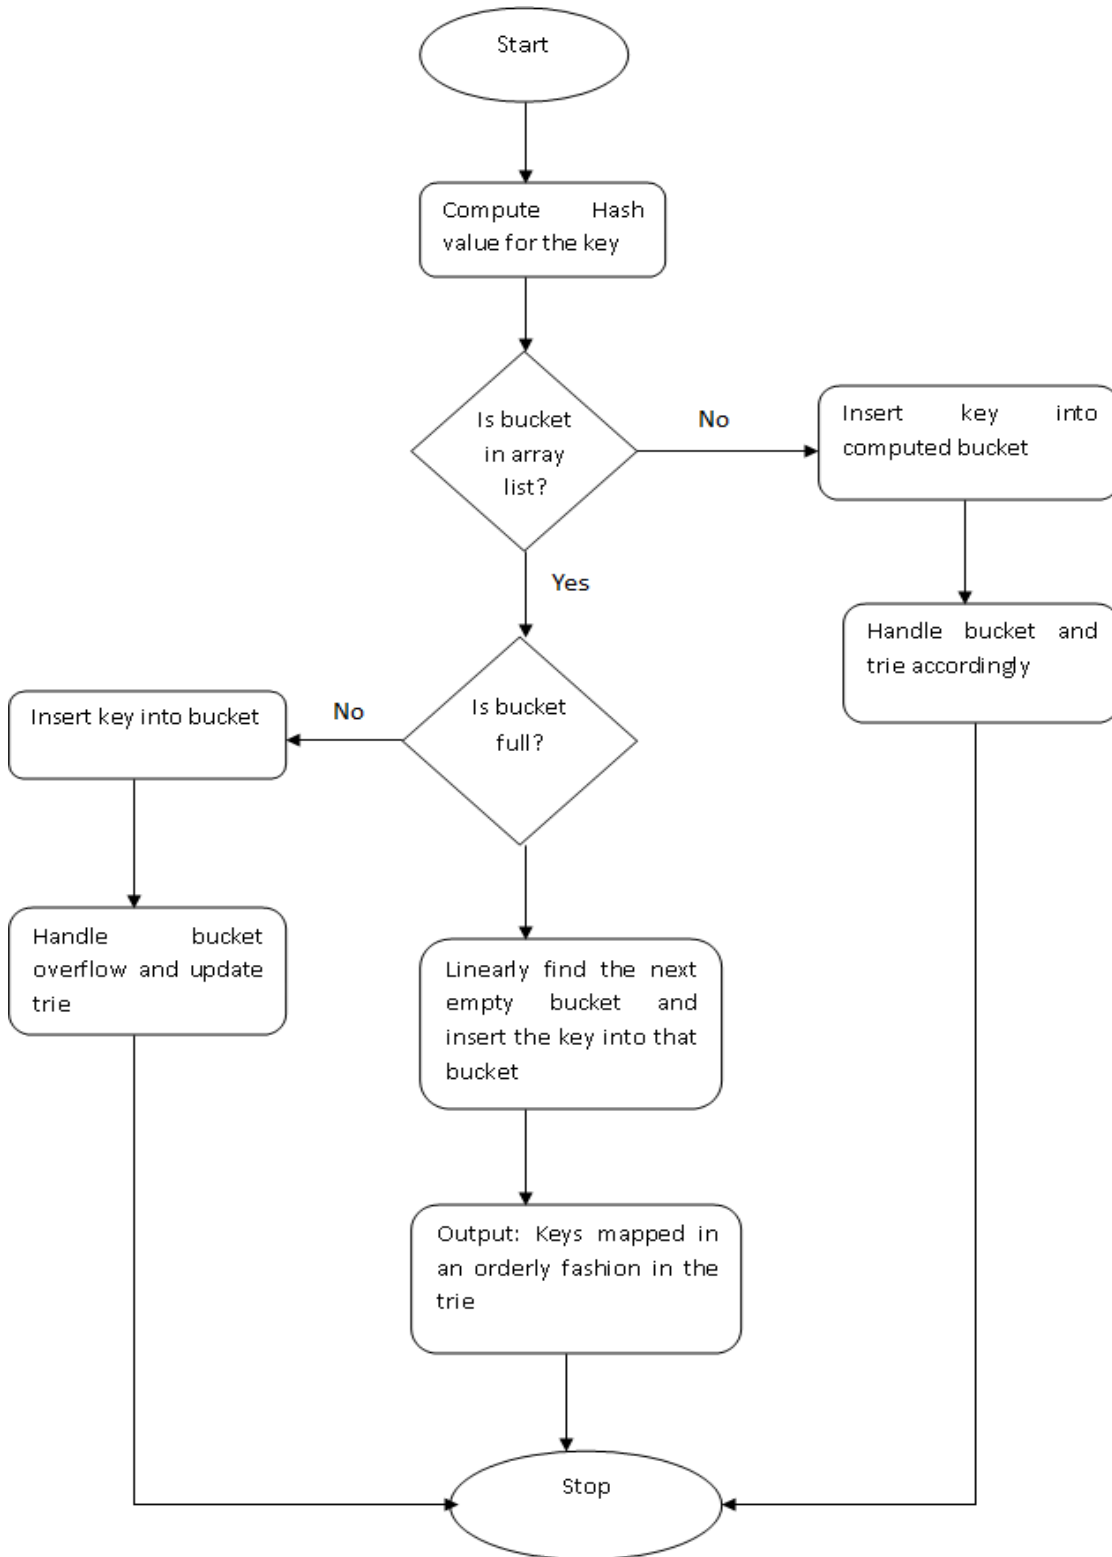 Start
Compute Hash
value for the key
Is bucket
in array
list?
No
Insert key into
computed bucket
Yes
Handle bucket and
trie accordingly
Is bucket
full?
No
Insert key into bucket
Handle bucket
overflow and update
trie
Linearly find the next
empty bucket and
insert the key into that
bucket
Output: Keys mapped in
an orderly fashion in the
trie
Stop